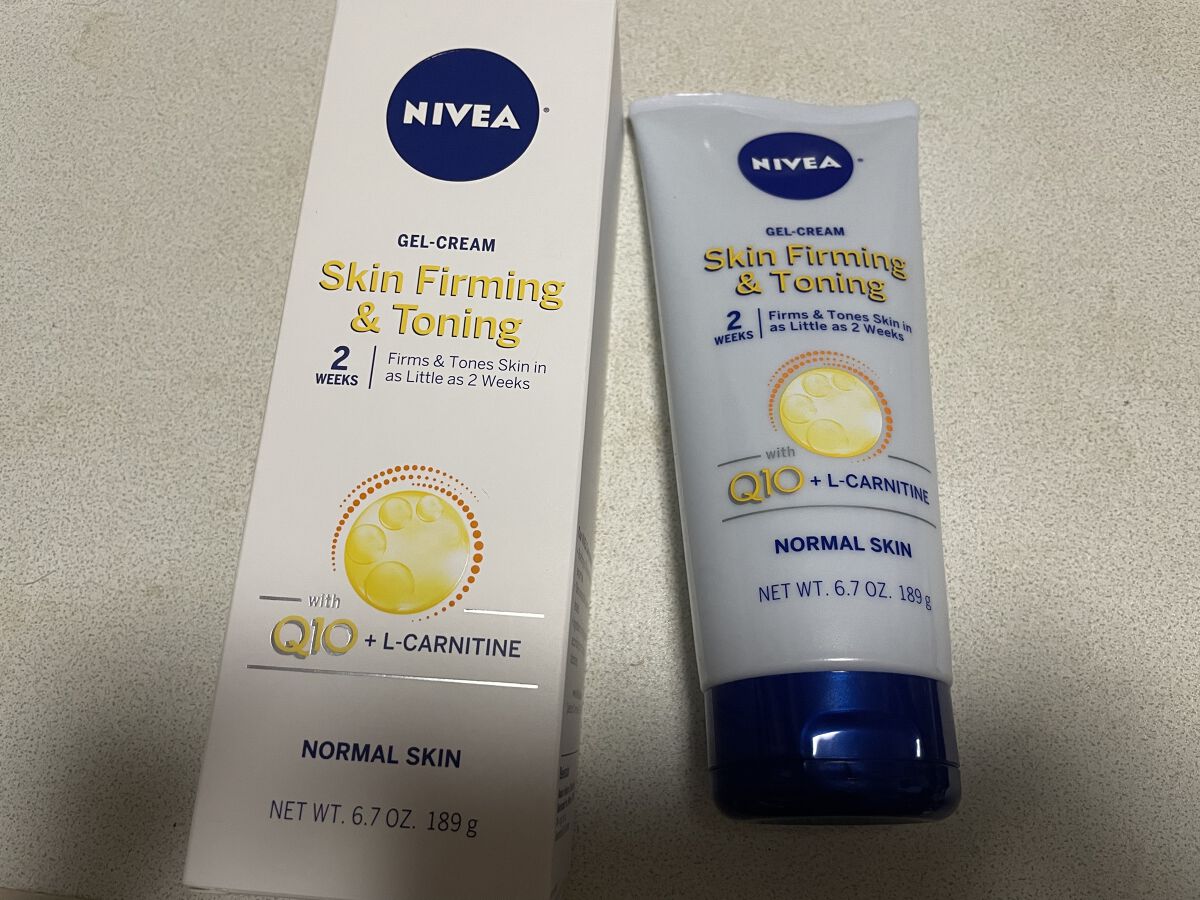 NIVEA
GEL-CREAM
Skin Firming
& Toning
2
WEEKS
Firms & Tones Skin in
as Little as 2 Weeks
with
Q10 + L-CARNITINE
NORMAL SKIN
NET WT. 6.7 OZ. 189 g
NIVEA
GEL-CREAM
Skin Firming
& Toning
2
WEEKS
Firms & Tones Skin in
as Little as 2 Weeks
with
Q10 + L-CARNITINE
NORMAL SKIN
NET WT. 6.7 OZ. 189 g